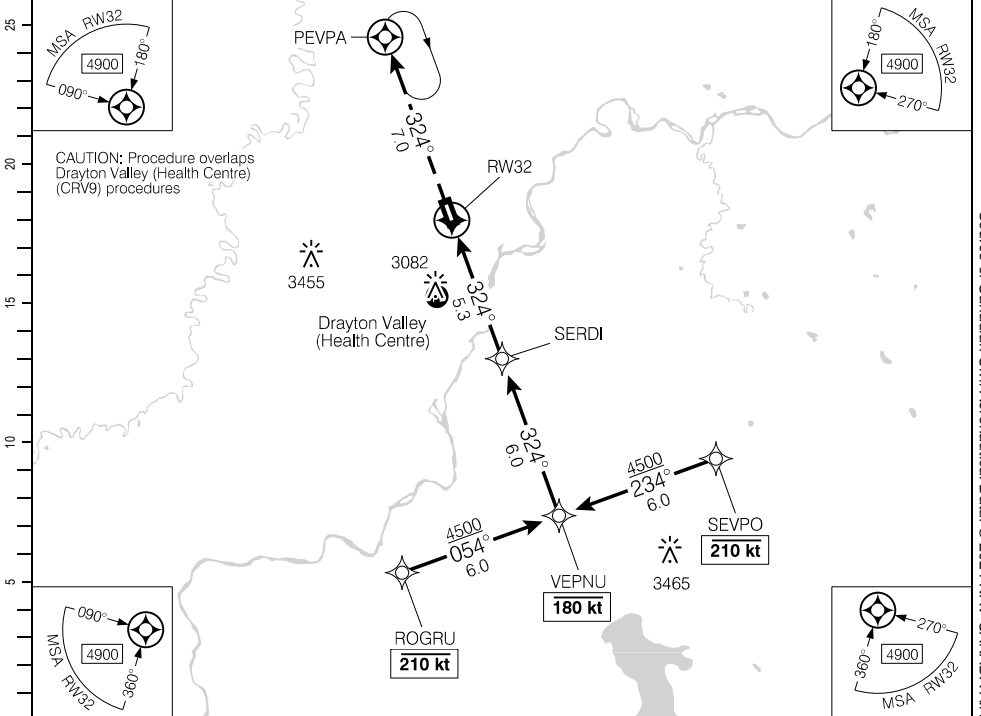 MSA RW32
4900
180°
090°
MSA RW32
4900
180°
270°
25
20
15
10
5
PEVPA
324°
7.0
CAUTION: Procedure overlaps
Drayton Valley (Health Centre)
(CRV9) procedures
RW32
3455
3082
Drayton Valley
(Health Centre)
324°
5.3
SERDI
324°
6.0
4500
234°
6.0
SEVPO
210 kt
4500
054°
6.0
VEPNU
180 kt
3465
ROGRU
210 kt
090°
4900
360°
MSA RW32
270°
4900
360°
MSA RW32